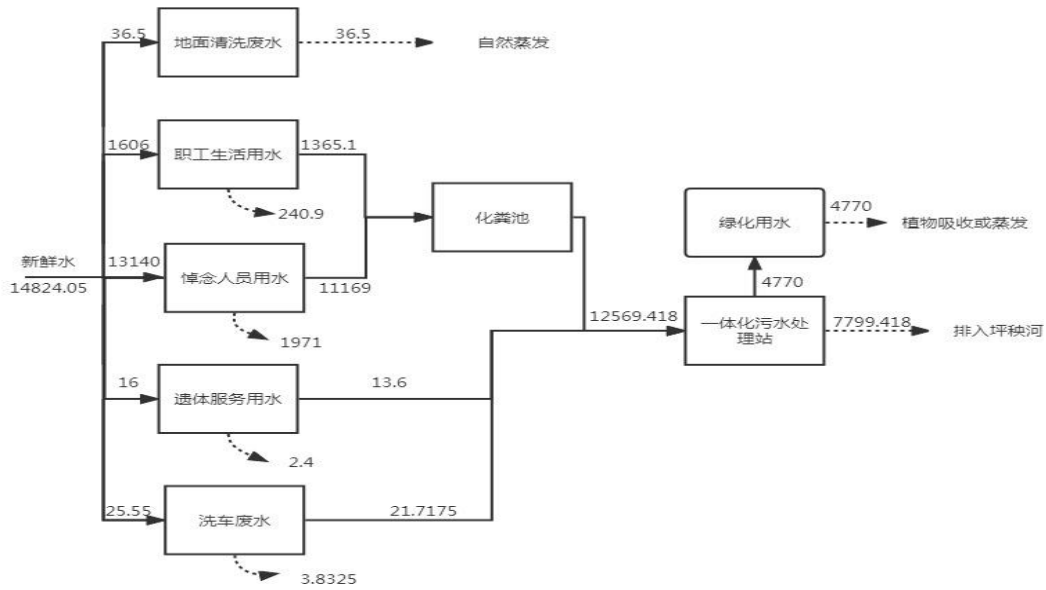 36.5
地面清洗废水
36.5
自然蒸发
1606
职工生活用水
1365.1
240.9
化粪池
绿化用水
4770
植物吸收或蒸发
新鲜水
14824.05
13140
悼念人员用水
11169
1971
4770
12569.418
一体化污水处
理站
7799.418
排入坪秧河
16
遗体服务用水
13.6
2.4
25.55
洗车废水
21.7175
3.8325